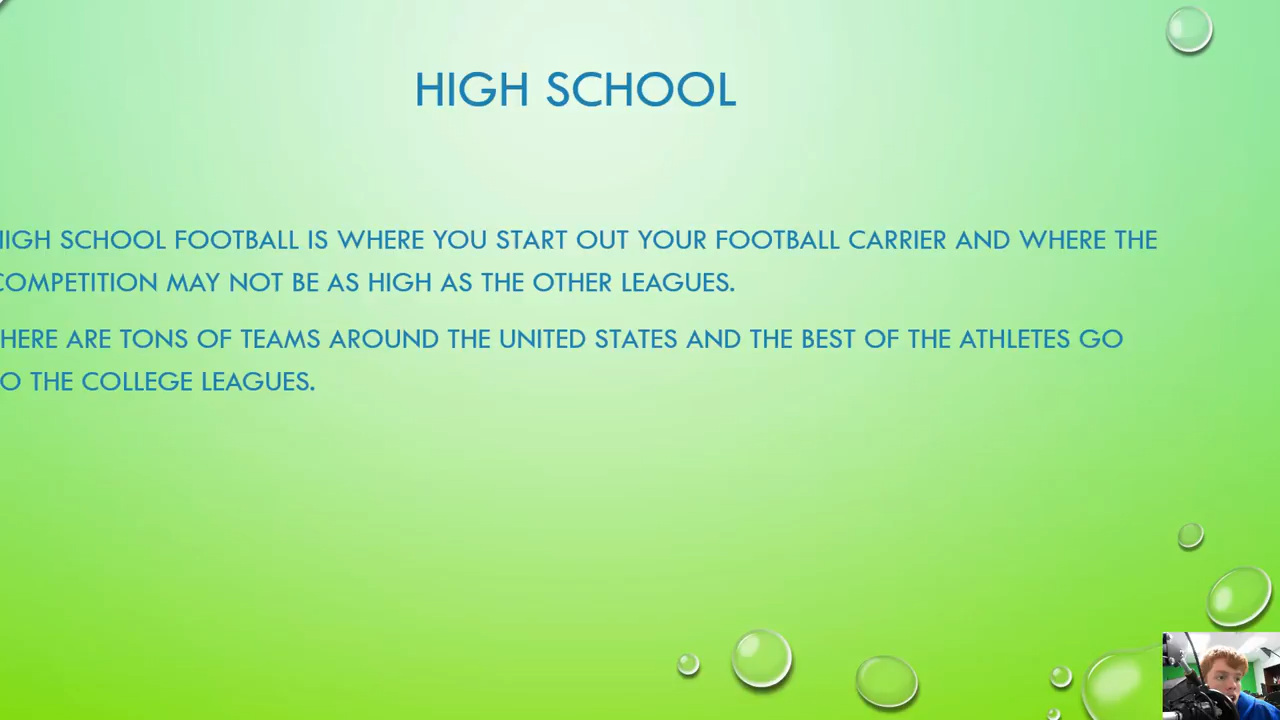 HIGH SCHOOL
IGH SCHOOL FOOTBALL IS WHERE YOU START OUT YOUR FOOTBALL CARRIER AND WHERE THE
COMPETITION MAY NOT BE AS HIGH AS THE OTHER LEAGUES.
HERE ARE TONS OF TEAMS AROUND THE UNITED STATES AND THE BEST OF THE ATHLETES GO
O THE COLLEGE LEAGUES.